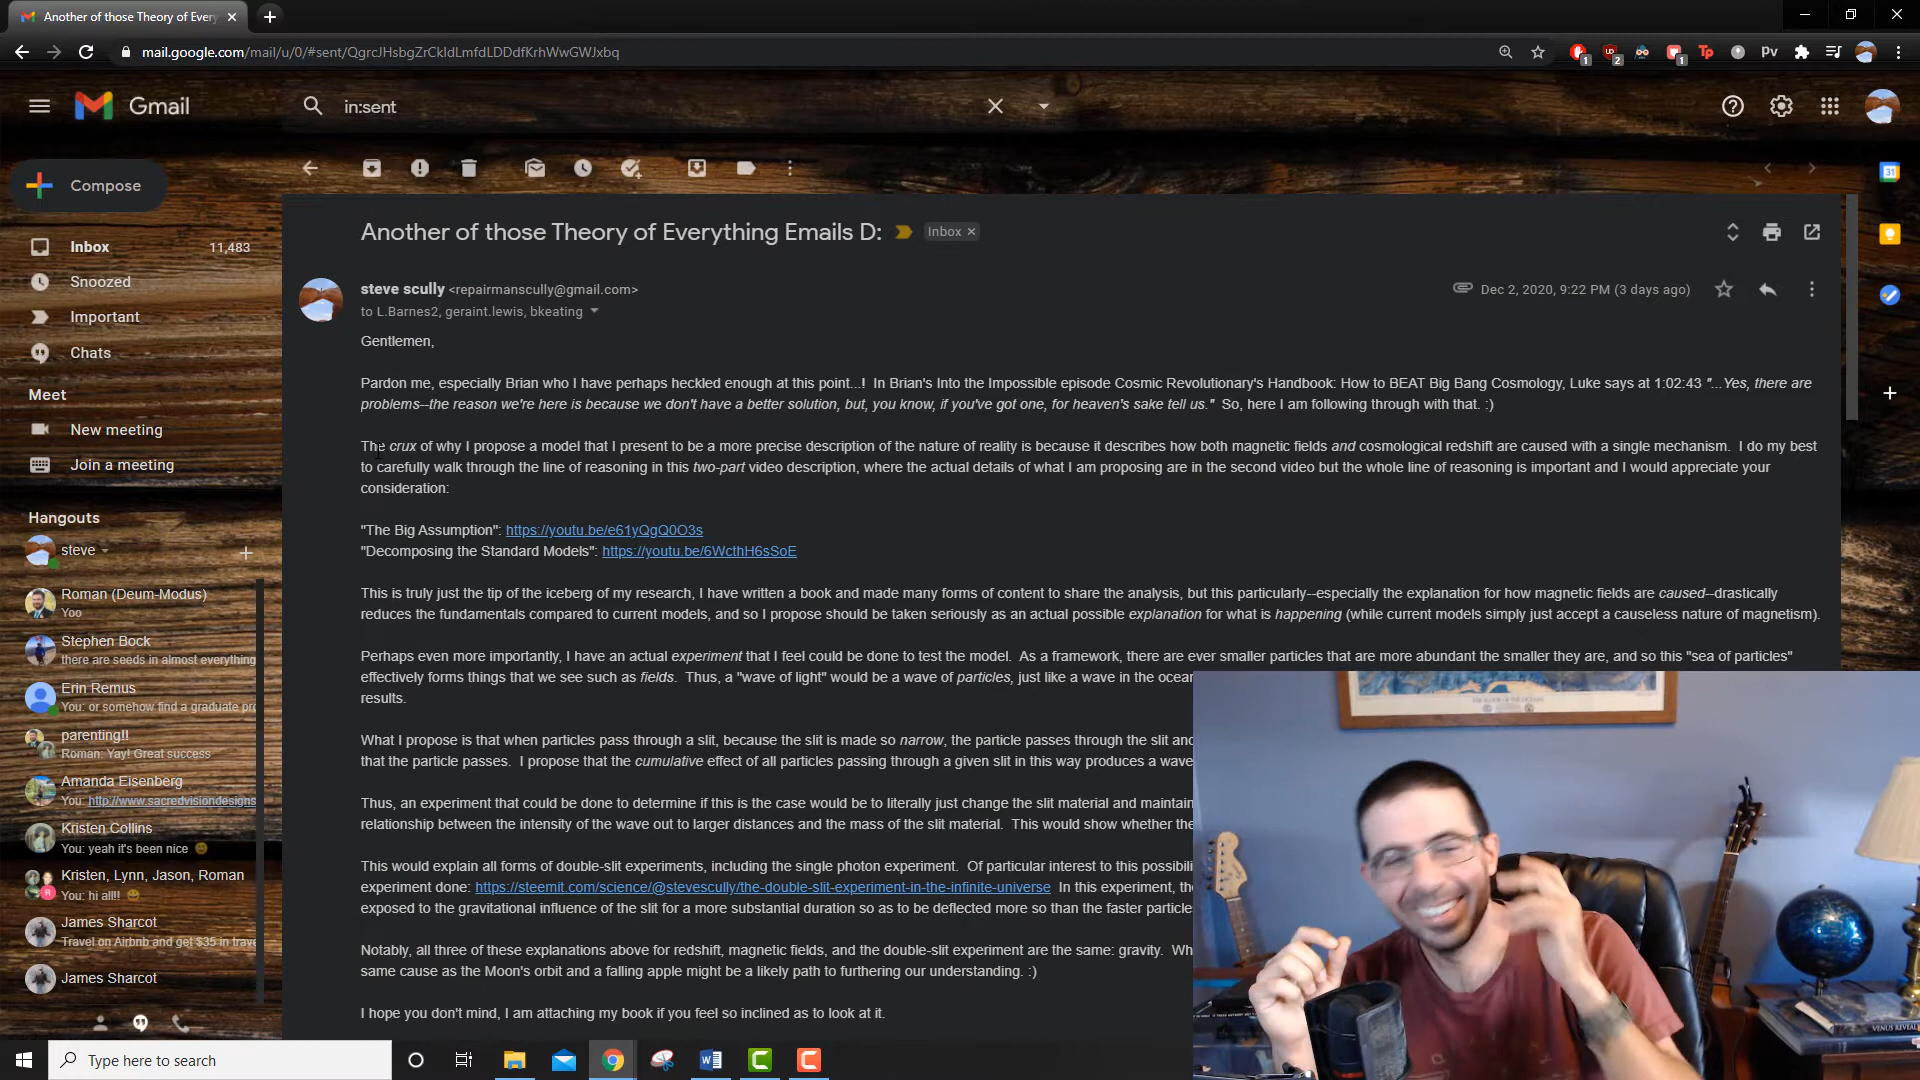 Another of those Theory of Every
mail.google.com/mail/u/0/#sent/QgrcJHsbgZrCkldLmfdLDDdfKrhWwGWJxbq
1
2
1
Tp
pv
Gmail
in:sent
Compose
31
Inbox 11,483
Snoozed
Important
Chats
Meet
New meeting
Join a meeting
Hangouts
steve
Roman (Deum-Modus)
Yoo
Stephen Bock
there are seeds in almost everything
Erin Remus
You: or somehow find a graduate pro
parenting!!
Roman: Yay! Great success
Amanda Eisenberg
You: http://www.sacredvisiondesigns
Kristen Collins
You: yeah it's been nice
Kristen, Lynn, Jason, Roman
You: hi all!!
James Sharcot
Travel on Airbnb and get $35 in trave
James Sharcot
Another of those Theory of Everything Emails D: Inbox
steve scully <repairmanscully@gmail.com> Dec 2, 2020, 9:22 PM (3 days ago)
to L.Barnes2, geraint.lewis, bkeating
Gentlemen,
Pardon me, especially Brian who I have perhaps heckled enough at this point...! In Brian's Into the Impossible episode Cosmic Revolutionary's Handbook: How to BEAT Big Bang Cosmology, Luke says at 1:02:43 "...Yes, there are
problems--the reason we're here is because we don't have a better solution, but, you know, if you've got one, for heaven's sake tell us." So, here I am following through with that. :)
The crux of why I propose a model that I present to be a more precise description of the nature of reality is because it describes how both magnetic fields and cosmological redshift are caused with a single mechanism. I do my best
to carefully walk through the line of reasoning in this two-part video description, where the actual details of what I am proposing are in the second video but the whole line of reasoning is important and I would appreciate your
consideration:
"The Big Assumption": https://youtu.be/e61yQgQ0O3s
"Decomposing the Standard Models": https://youtu.be/6WcthH6sSoE
This is truly just the tip of the iceberg of my research, I have written a book and made many forms of content to share the analysis, but this particularly--especially the explanation for how magnetic fields are caused--drastically
reduces the fundamentals compared to current models, and so I propose should be taken seriously as an actual possible explanation for what is happening (while current models simply just accept a causeless nature of magnetism).
Perhaps even more importantly, I have an actual experiment that I feel could be done to test the model. As a framework, there are ever smaller particles that are more abundant the smaller they are, and so this "sea of particles"
effectively forms things that we see such as fields. Thus, a "wave of light" would be a wave of particles, just like a wave in the ocean
results.
What I propose is that when particles pass through a slit, because the slit is made so narrow, the particle passes through the slit and
that the particle passes. I propose that the cumulative effect of all particles passing through a given slit in this way produces a wave
Thus, an experiment that could be done to determine if this is the case would be to literally just change the slit material and maintain
relationship between the intensity of the wave out to larger distances and the mass of the slit material. This would show whether the
This would explain all forms of double-slit experiments, including the single photon experiment. Of particular interest to this possibili
experiment done: https://steemit.com/science/@stevescully/the-double-slit-experiment-in-the-infinite-universe In this experiment, the
exposed to the gravitational influence of the slit for a more substantial duration so as to be deflected more so than the faster particle
Notably, all three of these explanations above for redshift, magnetic fields, and the double-slit experiment are the same: gravity. Wh
same cause as the Moon's orbit and a falling apple might be a likely path to furthering our understanding. :)
I hope you don't mind, I am attaching my book if you feel so inclined as to look at it.
VENUS REVEAL
Type here to search